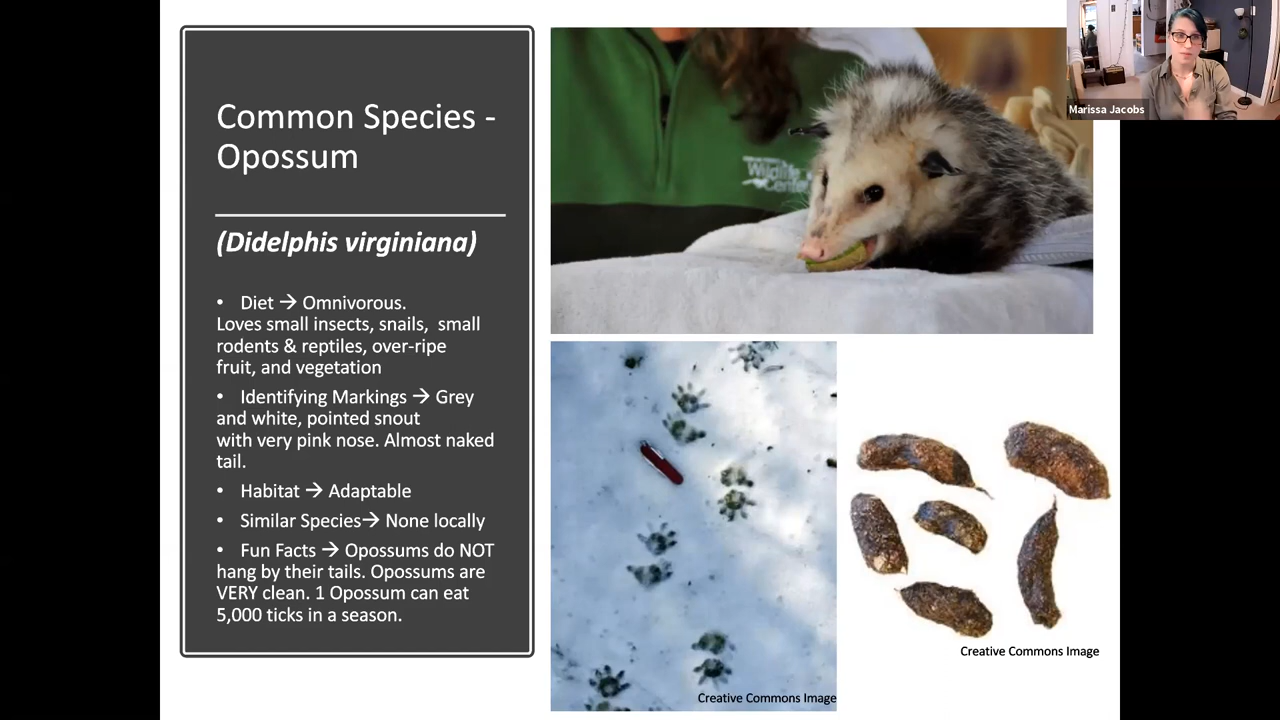 Common Species -
Opossum
(Didelphis virginiana)
• Diet → Omnivorous.
Loves small insects, snails, small
rodents & reptiles, over-ripe
fruit, and vegetation
• Identifying Markings → Grey
and white, pointed snout
with very pink nose. Almost naked
tail.
• Habitat → Adaptable
• Similar Species→ None locally
• Fun Facts → Opossums do NOT
hang by their tails. Opossums are
VERY clean. 1 Opossum can eat
5,000 ticks in a season.
Wildlife
Center
Marissa Jacobs
Creative Commons Image
Creative Commons Image